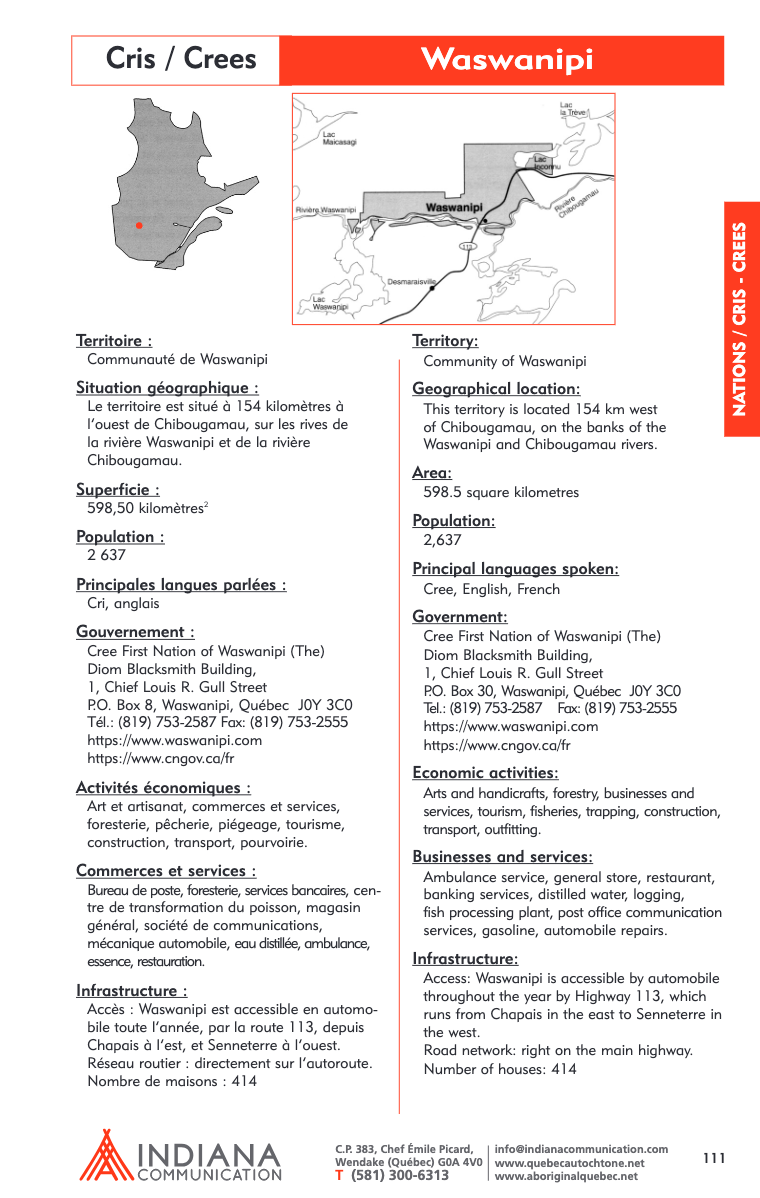 Cris / Crees
Waswanipi
Lac
la Trève
Lac
Maicasagi
Lac
Inconnu
Rivière Waswanipi
Waswanipi
Rivière
Chibougamau
113
Desmaraisville
Lac
Waswanipi
NATIONS / CRIS - CREES
Territoire :
Communauté de Waswanipi
Situation géographique :
Le territoire est situé à 154 kilomètres à
l’ouest de Chibougamau, sur les rives de
la rivière Waswanipi et de la rivière
Chibougamau.
Superficie :
598,50 kilomètres²
Population :
2 637
Principales langues parlées :
Cri, anglais
Gouvernement :
Cree First Nation of Waswanipi (The)
Diom Blacksmith Building,
1, Chief Louis R. Gull Street
P.O. Box 8, Waswanipi, Québec  J0Y 3C0
Tél.: (819) 753-2587 Fax: (819) 753-2555
https://www.waswanipi.com
https://www.cngov.ca/fr
Activités économiques :
Art et artisanat, commerces et services,
foresterie, pêcherie, piégeage, tourisme,
construction, transport, pourvoirie.
Commerces et services :
Bureau de poste, foresterie, services bancaires, cen-
tre de transformation du poisson, magasin
général, société de communications,
mécanique automobile, eau distillée, ambulance,
essence, restauration.
Infrastructure :
Accès : Waswanipi est accessible en automo-
bile toute l’année, par la route 113, depuis
Chapais à l’est, et Senneterre à l’ouest.
Réseau routier : directement sur l’autoroute.
Nombre de maisons : 414
Territory:
Community of Waswanipi
Geographical location:
This territory is located 154 km west
of Chibougamau, on the banks of the
Waswanipi and Chibougamau rivers.
Area:
598.5 square kilometres
Population:
2,637
Principal languages spoken:
Cree, English, French
Government:
Cree First Nation of Waswanipi (The)
Diom Blacksmith Building,
1, Chief Louis R. Gull Street
P.O. Box 30, Waswanipi, Québec  J0Y 3C0
Tel.: (819) 753-2587    Fax: (819) 753-2555
https://www.waswanipi.com
https://www.cngov.ca/fr
Economic activities:
Arts and handicrafts, forestry, businesses and
services, tourism, fisheries, trapping, construction,
transport, outfitting.
Businesses and services:
Ambulance service, general store, restaurant,
banking services, distilled water, logging,
fish processing plant, post office communication
services, gasoline, automobile repairs.
Infrastructure:
Access: Waswanipi is accessible by automobile
throughout the year by Highway 113, which
runs from Chapais in the east to Senneterre in
the west.
Road network: right on the main highway.
Number of houses: 414
INDIANA
COMMUNICATION
C.P. 383, Chef Émile Picard,
Wendake (Québec) G0A 4V0
T (581) 300-6313
info@indianacommunication.com
www.quebecautochtone.net
www.aboriginalquebec.net
111